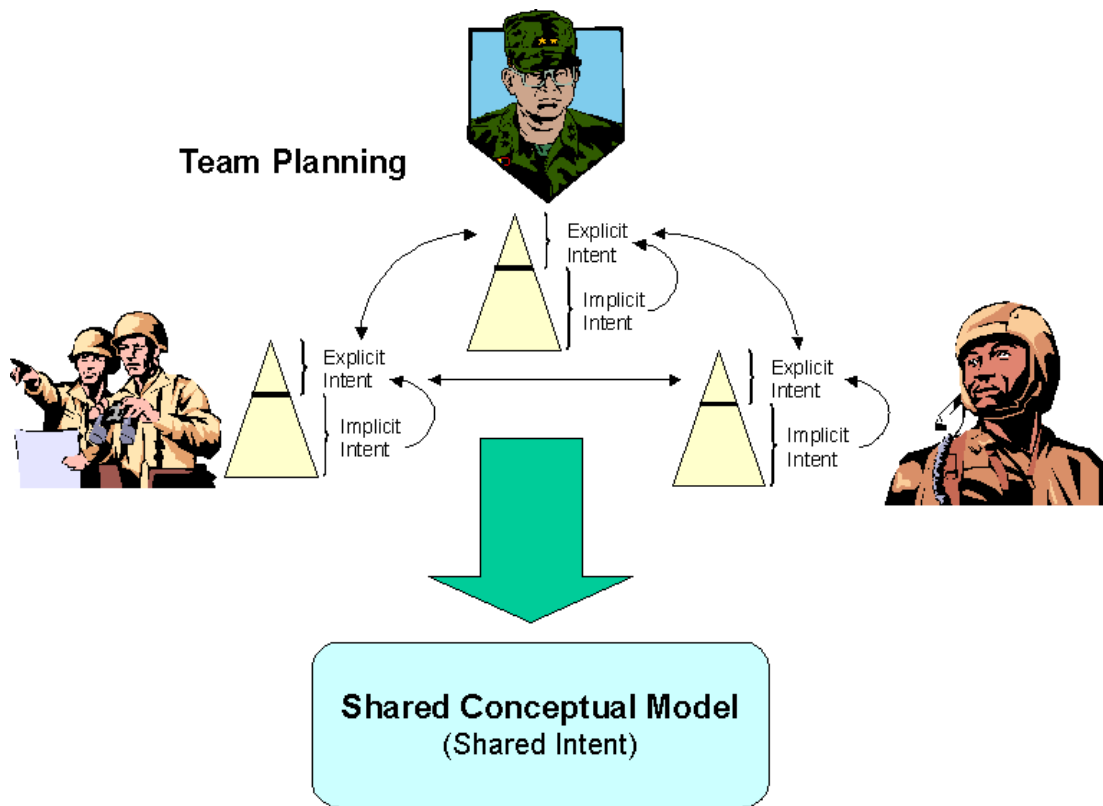 Team Planning
Explicit
Intent
Implicit
Intent
Explicit
Intent
Implicit
Intent
Explicit
Intent
Implicit
Intent
Shared Conceptual Model
(Shared Intent)